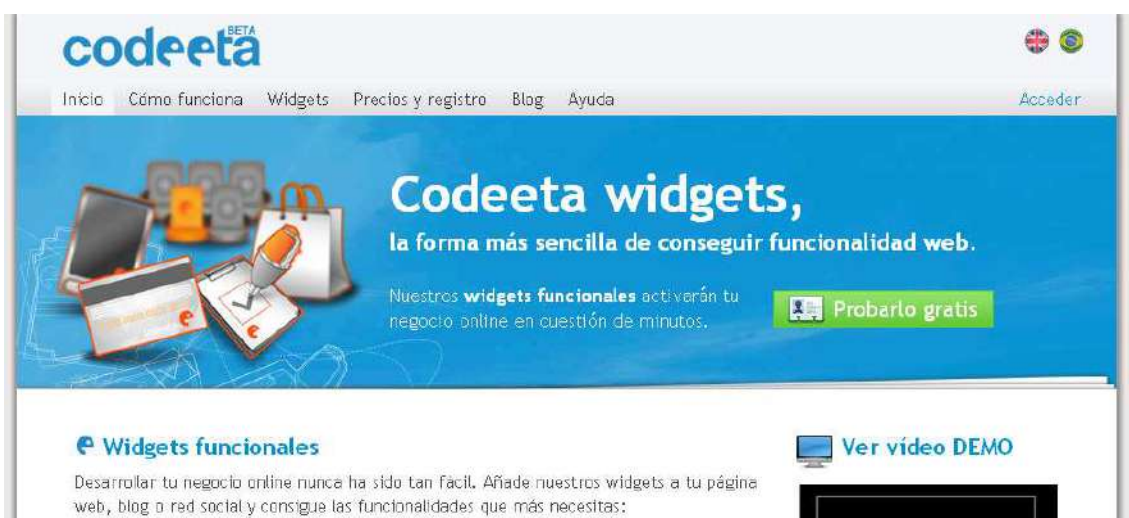 codeeta BETA
Inicio Cómo funciona Widgets Precios y registro Blog Ayuda Acceder
Codeeta widgets,
la forma más sencilla de conseguir funcionalidad web.
Nuestros widgets funcionales activarán tu
negocio online en cuestión de minutos.
Probarlo gratis
Widgets funcionales
Desarrollar tu negocio online nunca ha sido tan fàcil. Añade nuestros widgets a tu página
web, blog o red social y consigue las funcionalidades que más necesitas:
Ver vídeo DEMO